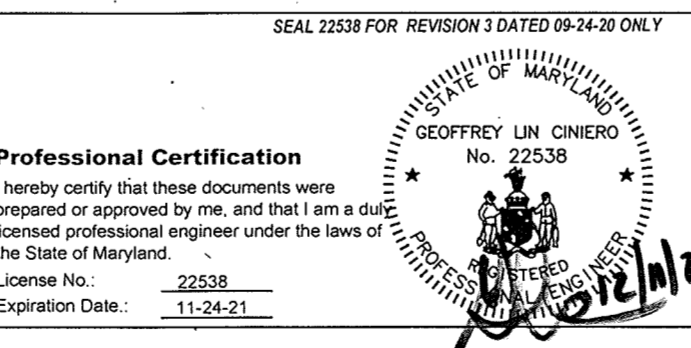 SEAL 22538 FOR REVISION 3 DATED 09-24-20 ONLY
STATE OF MARYLAND
GEOFFREY LIN CINIERO
No. 22538
REGISTERED
PROFESSIONAL ENGINEER
Professional Certification
hereby certify that these documents were
prepared or approved by me, and that I am a duly
licensed professional engineer under the laws of
the State of Maryland.
License No.: 22538
Expiration Date.: 11-24-21